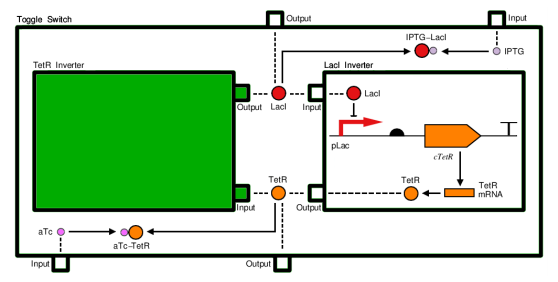 Toggle Switch
Output
Input
IPTG-LacI
IPTG
TetR Inverter
LacI Inverter
Output
LacI
Input
LacI
pLac
cTetR
TetR
TetR
TetR
mRNA
Input
Output
aTc
aTc-TetR
Input
Output